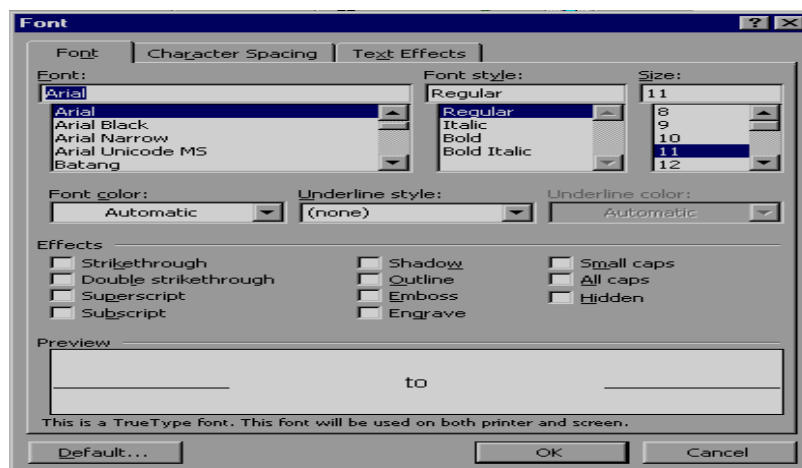 Font
Font Character Spacing Text Effects
Font: Font style: Size:
Arial Regular 11
Arial Regular 8
Arial Black Italic 9
Arial Narrow Bold 10
Arial Unicode MS Bold Italic 11
Batang 12
Font color: Underline style: Underline color:
Automatic (none) Automatic
Effects
Strikethrough Shadow Small caps
Double strikethrough Outline All caps
Superscript Emboss Hidden
Subscript Engrave
Preview
to
This is a TrueType font. This font will be used on both printer and screen.
Default... OK Cancel